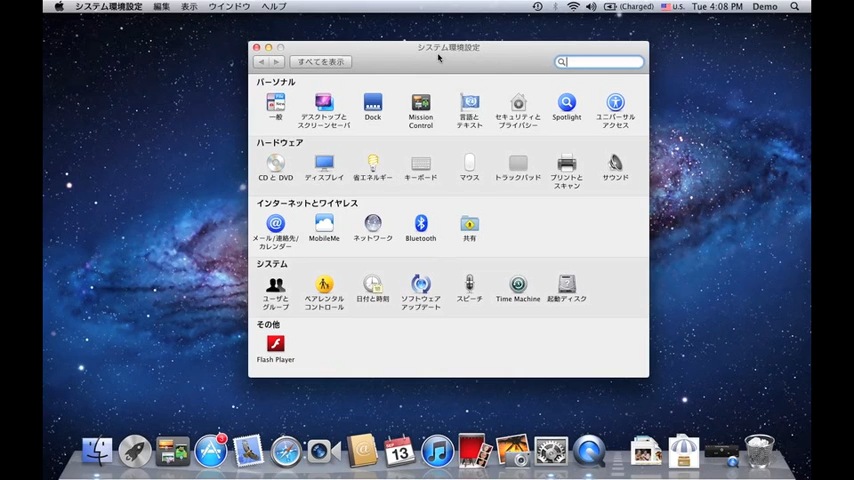 システム環境設定 編集 表示 ウインドウ ヘルプ (Charged) U.S. Tue 4:08 PM Demo
システム環境設定
すべてを表示
パーソナル
一般
デスクトップと
スクリーンセーバ
Dock
Mission
Control
言語と
テキスト
セキュリティと
プライバシー
Spotlight
ユニバーサル
アクセス
ハードウェア
CD と DVD
ディスプレイ
省エネルギー
キーボード
マウス
トラックパッド
プリントと
スキャン
サウンド
インターネットとワイヤレス
メール/連絡先/
カレンダー
MobileMe
ネットワーク
Bluetooth
共有
システム
ユーザと
グループ
ペアレンタル
コントロール
日付と時刻
ソフトウェア
アップデート
スピーチ
Time Machine
起動ディスク
その他
Flash Player
13